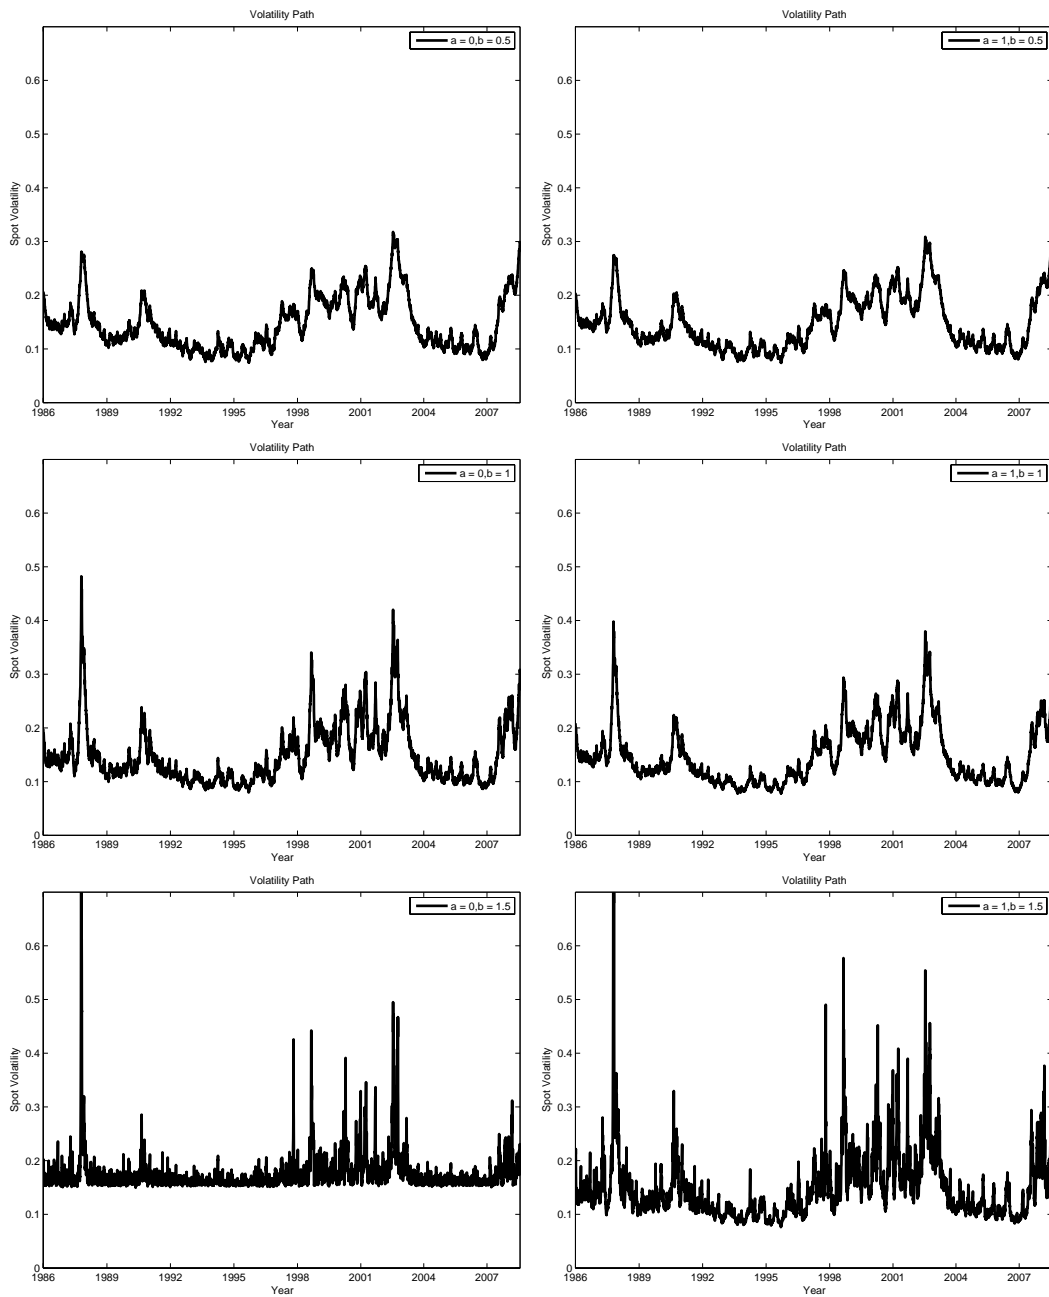 Volatility Path
a = 0,b = 0.5
Spot Volatility
0.6
0.5
0.4
0.3
0.2
0.1
0
1986 1989 1992 1995 1998 2001 2004 2007
Year
Volatility Path
a = 1,b = 0.5
Spot Volatility
0.6
0.5
0.4
0.3
0.2
0.1
0
1986 1989 1992 1995 1998 2001 2004 2007
Year
Volatility Path
a = 0,b = 1
Spot Volatility
0.6
0.5
0.4
0.3
0.2
0.1
0
1986 1989 1992 1995 1998 2001 2004 2007
Year
Volatility Path
a = 1,b = 1
Spot Volatility
0.6
0.5
0.4
0.3
0.2
0.1
0
1986 1989 1992 1995 1998 2001 2004 2007
Year
Volatility Path
a = 0,b = 1.5
Spot Volatility
0.6
0.5
0.4
0.3
0.2
0.1
0
1986 1989 1992 1995 1998 2001 2004 2007
Year
Volatility Path
a = 1,b = 1.5
Spot Volatility
0.6
0.5
0.4
0.3
0.2
0.1
0
1986 1989 1992 1995 1998 2001 2004 2007
Year